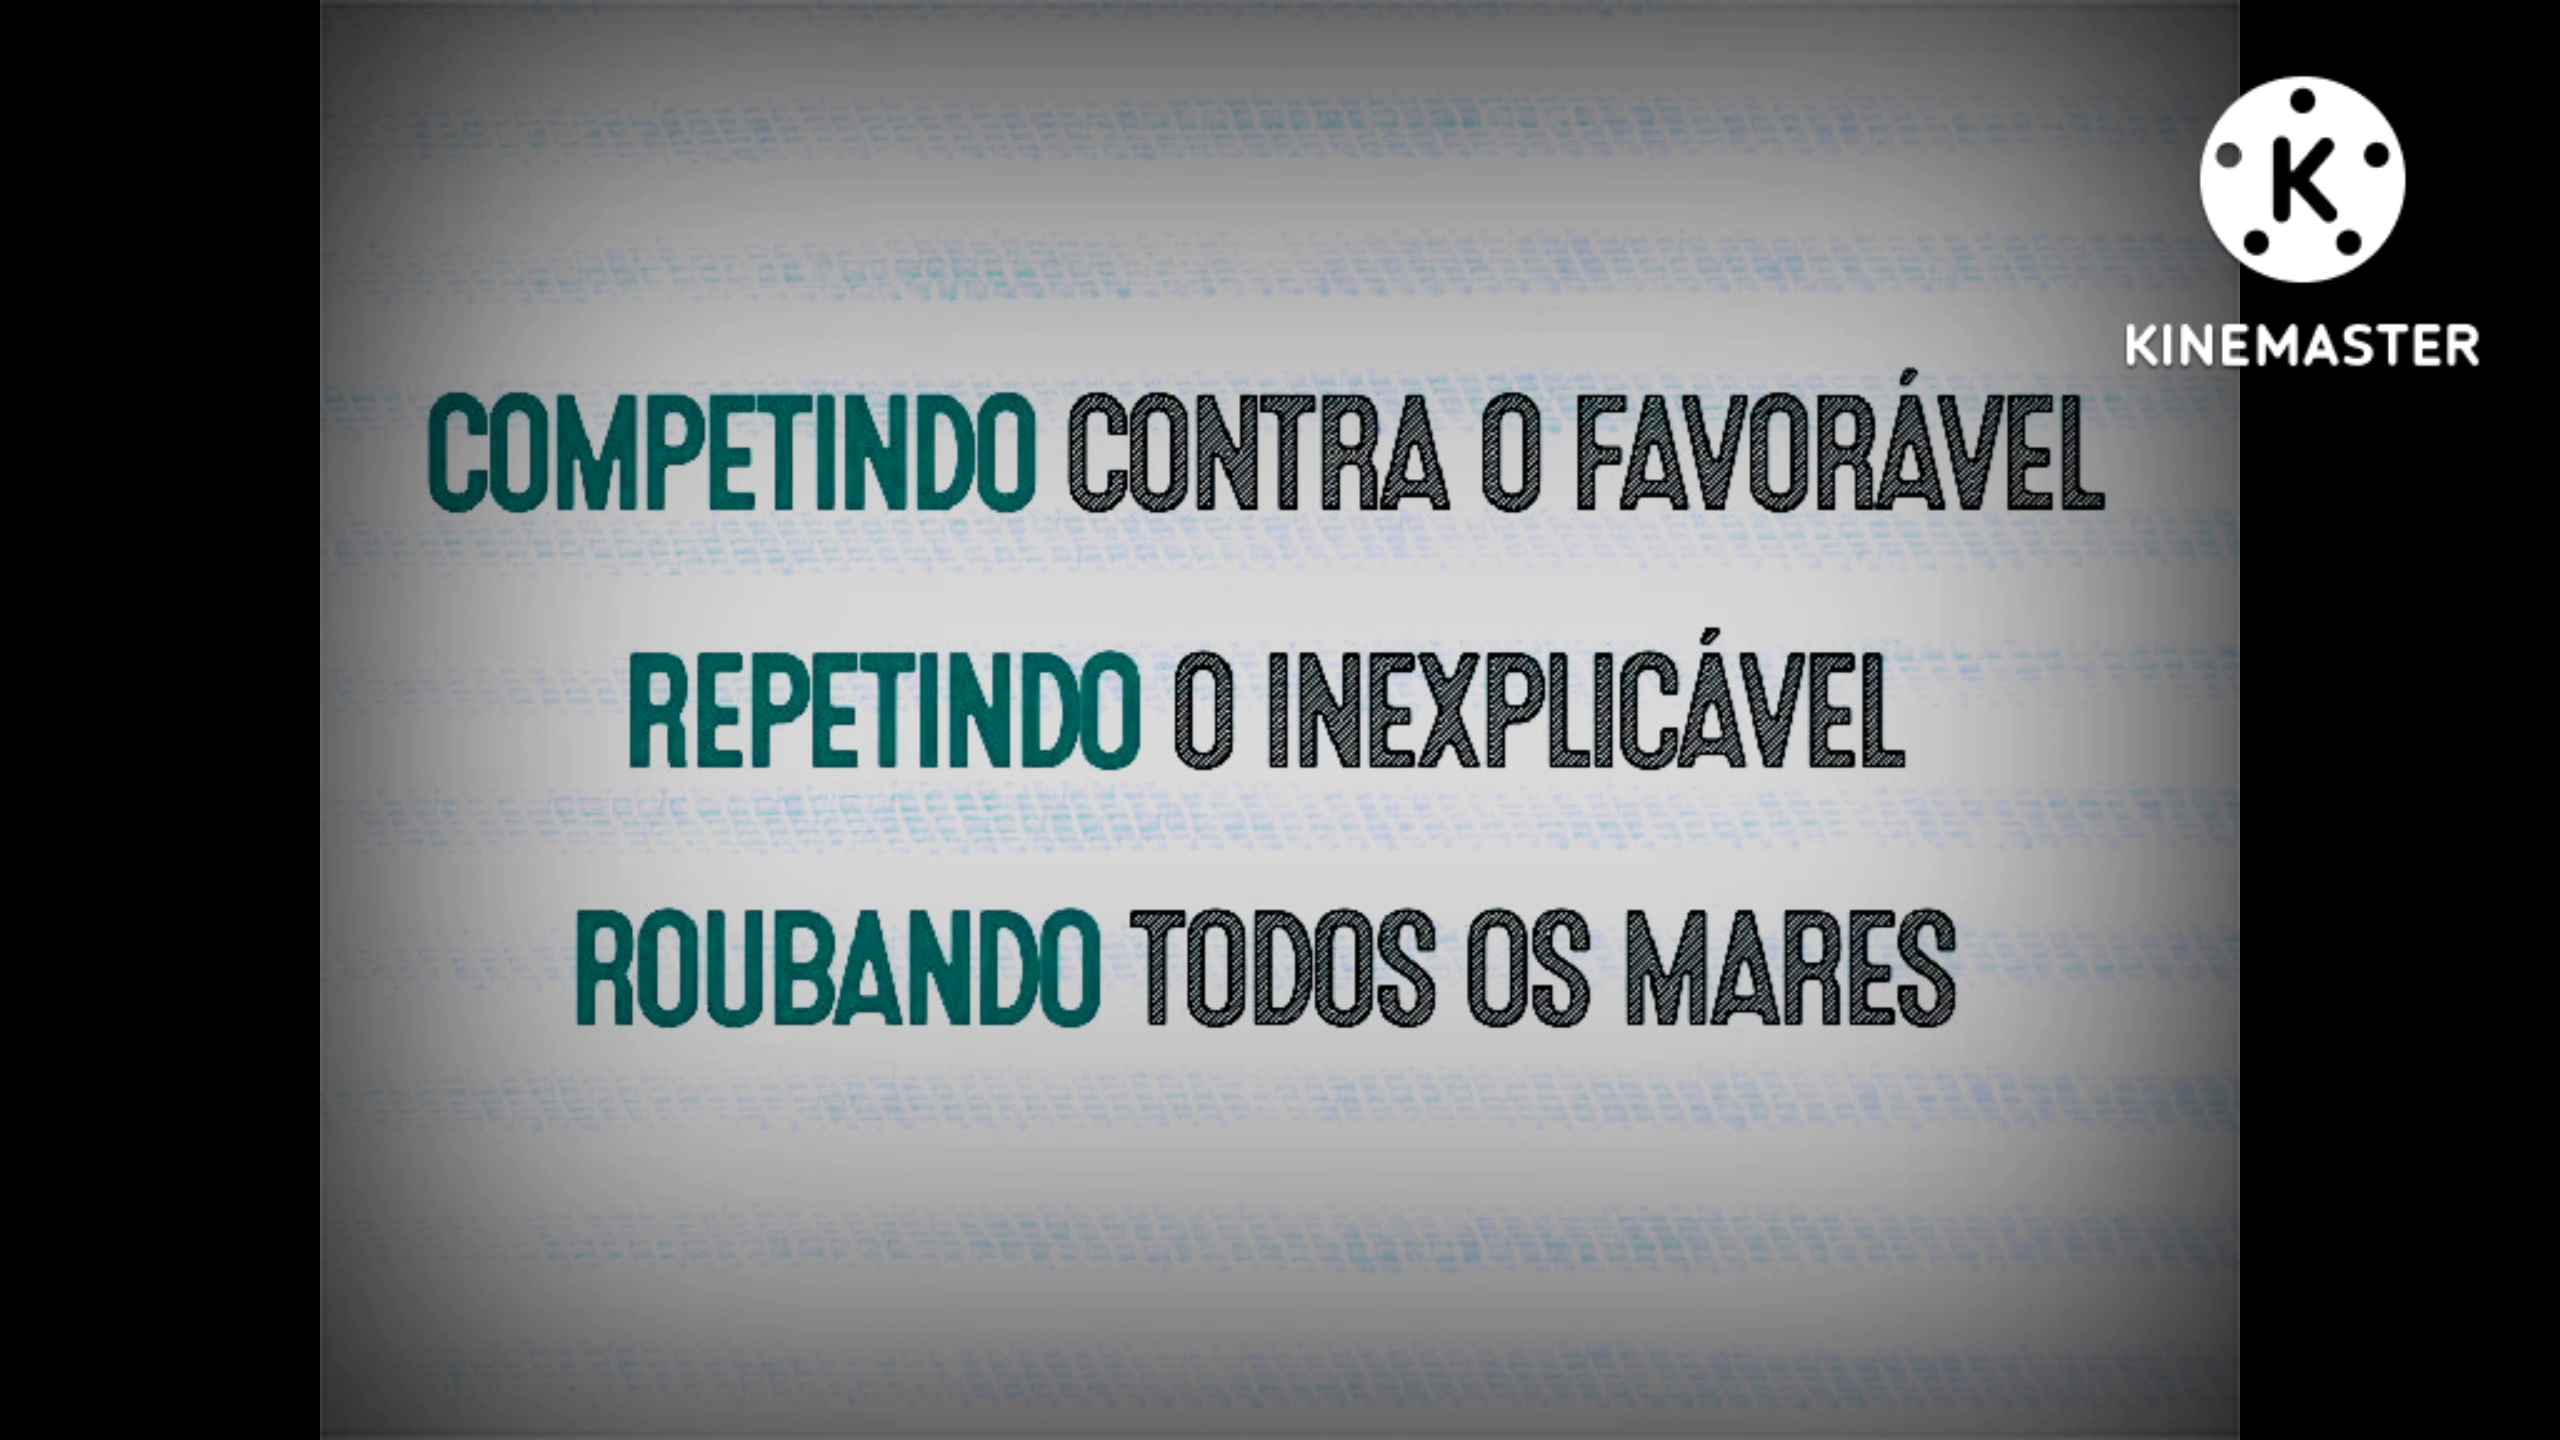 K
KINEMASTER
COMPETINDO CONTRA O FAVORÁVEL
REPETINDO O INEXPLICÁVEL
ROUBANDO TODOS OS MARES